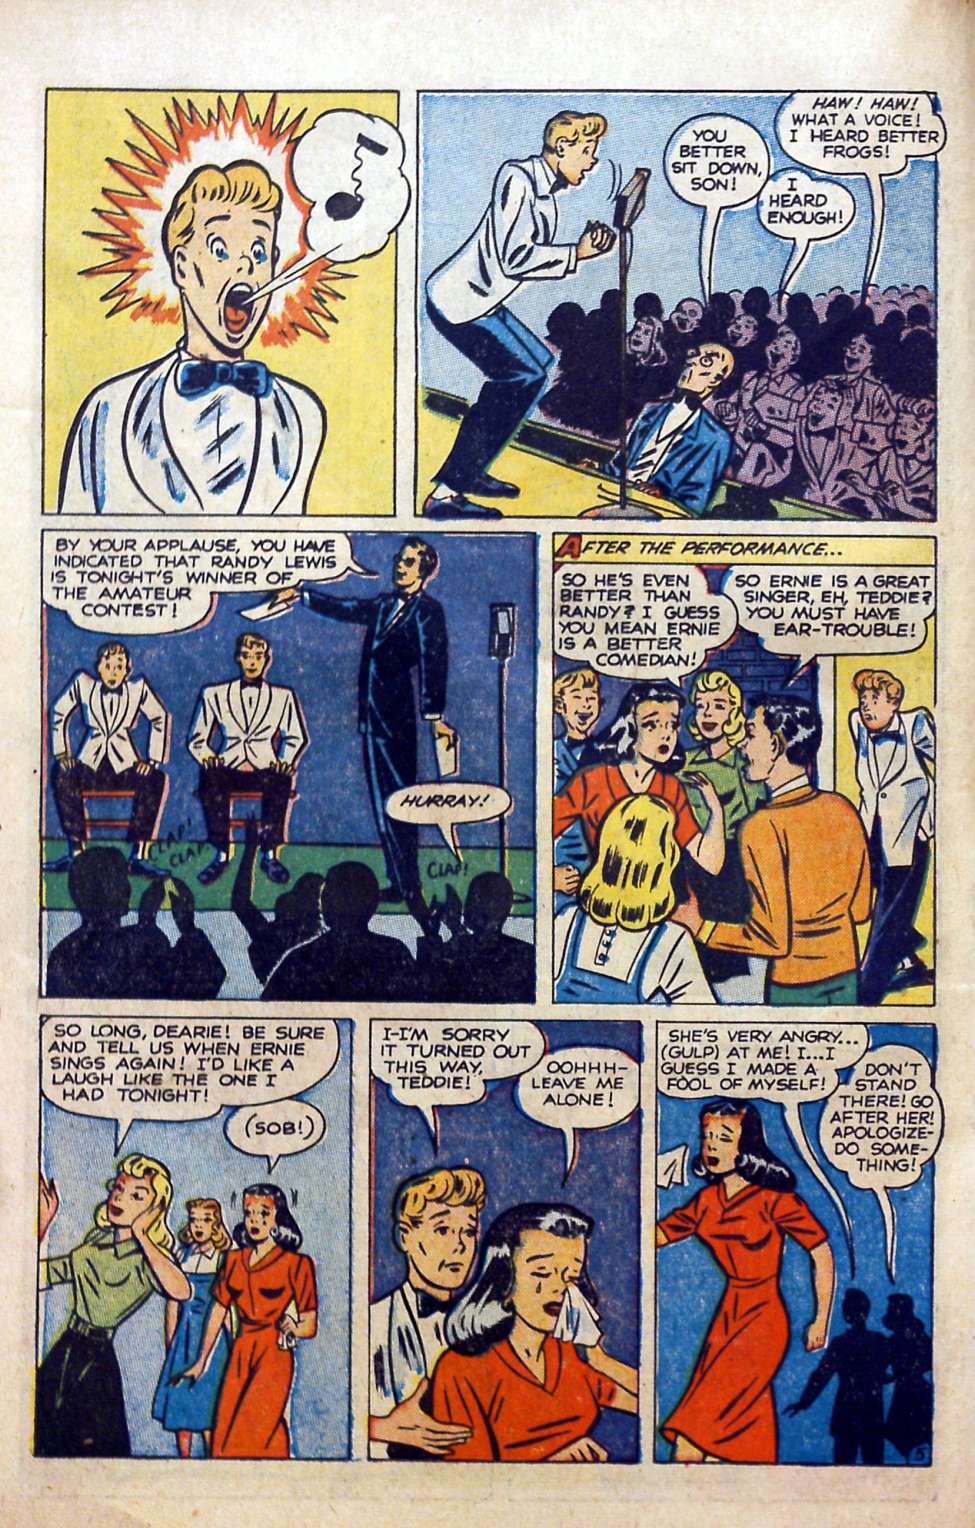 YOU
BETTER
SIT DOWN,
SON!
I
HEARD
ENOUGH!
HAW! HAW!
WHAT A VOICE!
I HEARD BETTER
FROGS!
BY YOUR APPLAUSE, YOU HAVE
INDICATED THAT RANDY LEWIS
IS TONIGHT'S WINNER OF
THE AMATEUR
CONTEST!
CLAP!
CLAP!
HURRAY!
CLAP!
AFTER THE PERFORMANCE...
SO HE'S EVEN
BETTER THAN
RANDY? I GUESS
YOU MEAN ERNIE
IS A BETTER
COMEDIAN!
SO ERNIE IS A GREAT
SINGER, EH, TEDDIE?
YOU MUST HAVE
EAR-TROUBLE!
SO LONG, DEARIE! BE SURE
AND TELL US WHEN ERNIE
SINGS AGAIN! I'D LIKE A
LAUGH LIKE THE ONE I
HAD TONIGHT!
(SOB!)
I-I'M SORRY
IT TURNED OUT
THIS WAY,
TEDDIE!
OOHHH-
LEAVE ME
ALONE!
SHE'S VERY ANGRY...
(GULP) AT ME! I...I
GUESS I MADE A
FOOL OF MYSELF!
DON'T
STAND
THERE! GO
AFTER HER!
APOLOGIZE-
DO SOME-
THING!
5